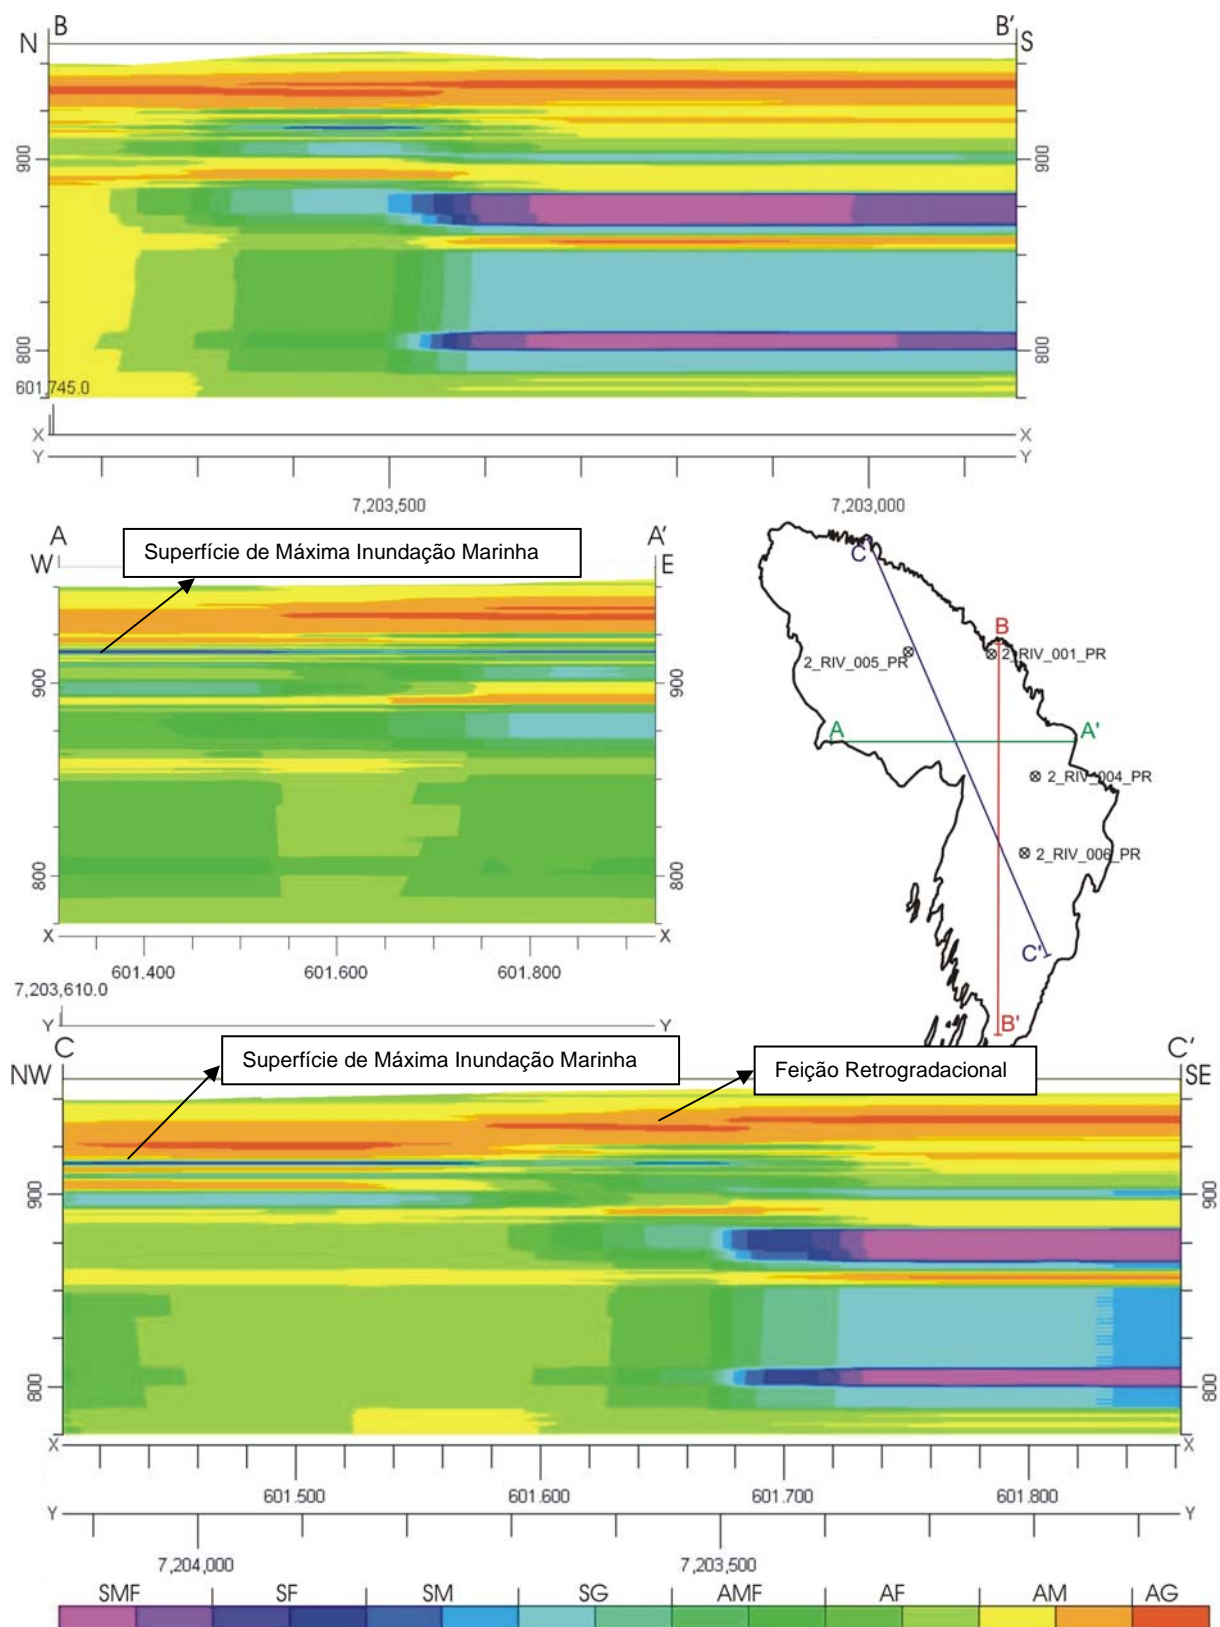 B
B'
N
S
900
900
800
800
601,745.0
X
X
Y
Y
7,203,500
7,203,000
A
A'
W
E
Superfície de Máxima Inundação Marinha
900
900
800
800
X
X
601.400
601.600
601.800
7,203,610.0
Y
Y
C
B
2_RIV_005_PR
2_RIV_001_PR
A
A'
2_RIV_004_PR
2_RIV_006_PR
C'
B'
C
C'
NW
SE
Superfície de Máxima Inundação Marinha
Feição Retrogradacional
900
900
800
800
X
X
601.500
601.600
601.700
601.800
Y
Y
7,204,000
7,203,500
SMF
SF
SM
SG
AMF
AF
AM
AG